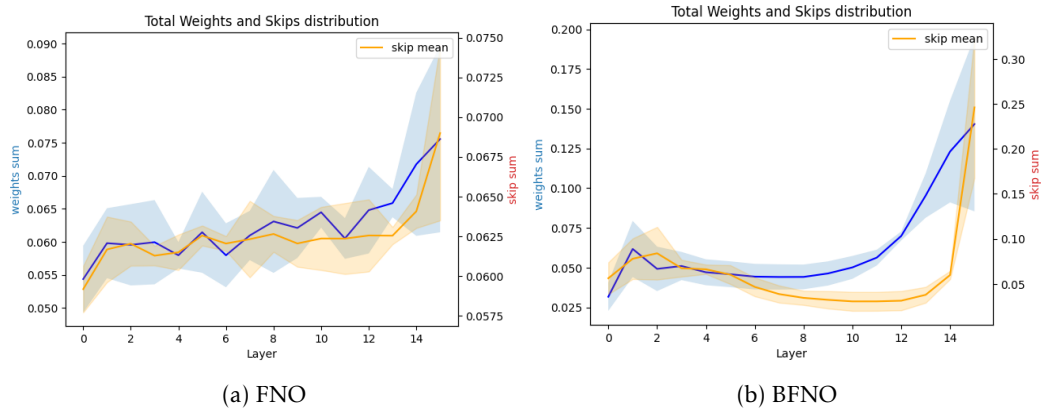 Total Weights and Skips distribution
skip mean
0.090
0.085
0.080
0.075
0.070
0.065
0.060
0.055
0.050
weights sum
0.0750
0.0725
0.0700
0.0675
0.0650
0.0625
0.0600
0.0575
skip sum
0 2 4 6 8 10 12 14
Layer
(a) FNO
Total Weights and Skips distribution
skip mean
0.200
0.175
0.150
0.125
0.100
0.075
0.050
0.025
weights sum
0.30
0.25
0.20
0.15
0.10
0.05
skip sum
0 2 4 6 8 10 12 14
Layer
(b) BFNO